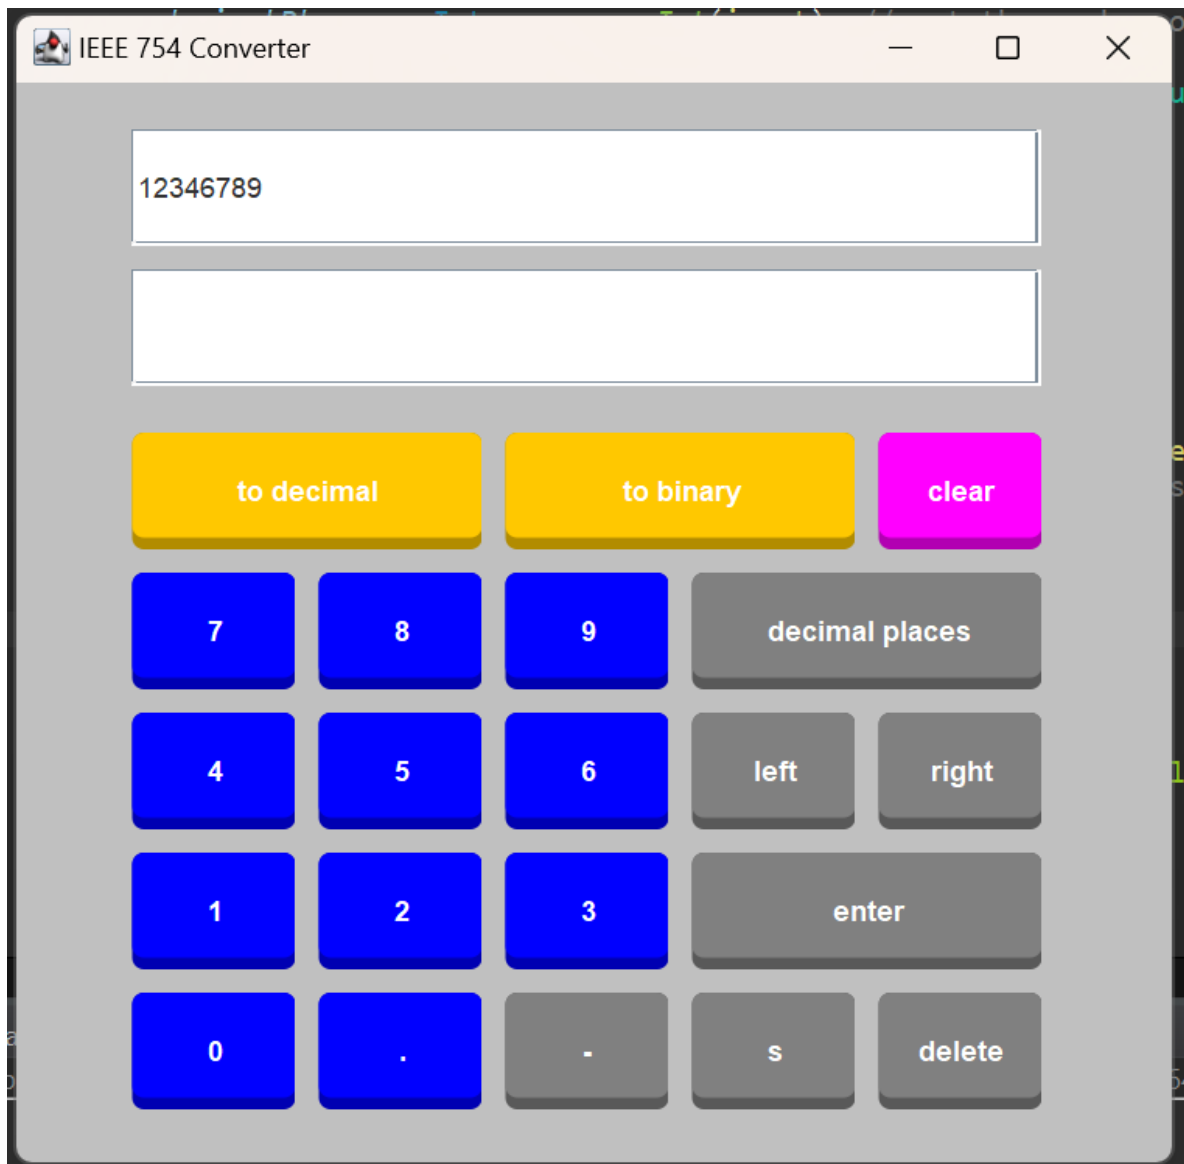 IEEE 754 Converter
12346789
to decimal to binary clear
7 8 9 decimal places
4 5 6 left right
1 2 3 enter
0 . - s delete